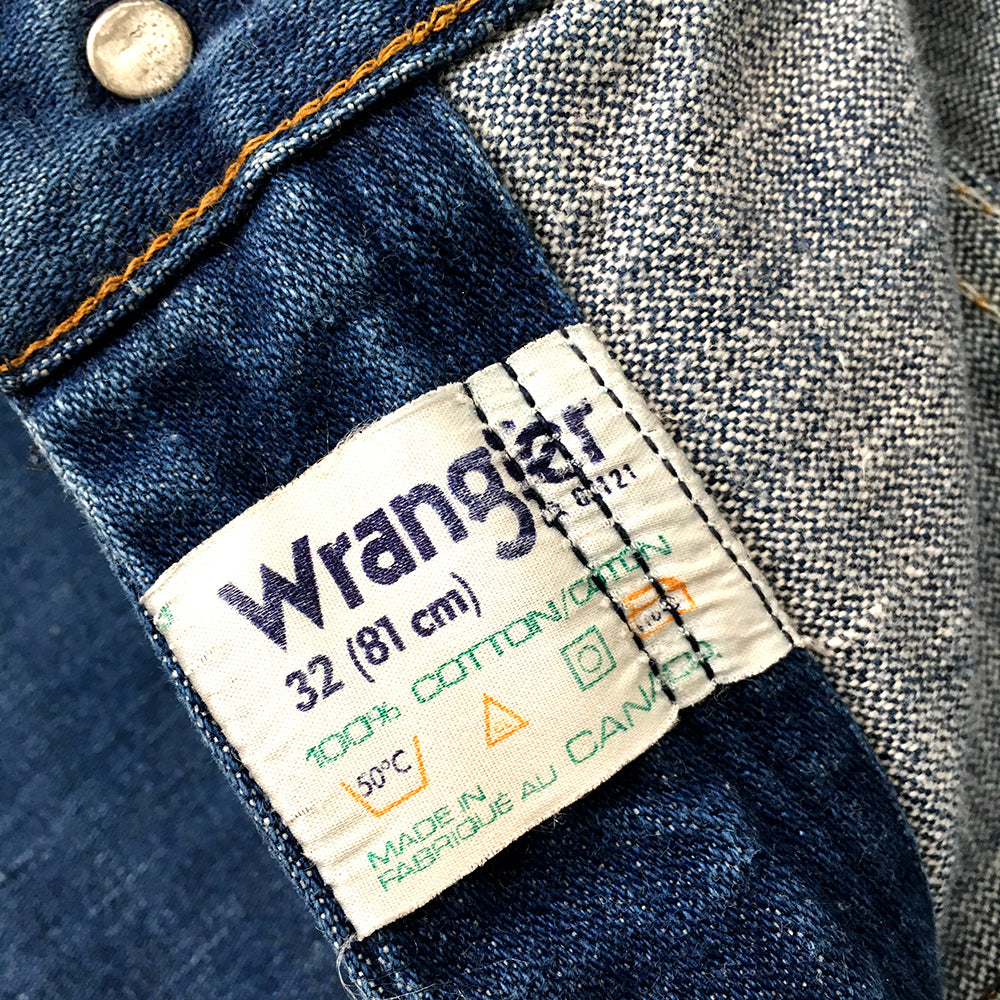 Wrangler
32 (81 cm)
100% COTTON/COTON
50°C
MADE IN
FABRIQUÉ AU CANADA